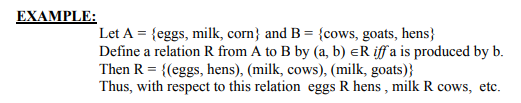 EXAMPLE:
Let A = {eggs, milk, corn} and B = {cows, goats, hens}
Define a relation R from A to B by (a, b) ∈R iff a is produced by b.
Then R = {(eggs, hens), (milk, cows), (milk, goats)}
Thus, with respect to this relation eggs R hens , milk R cows, etc.